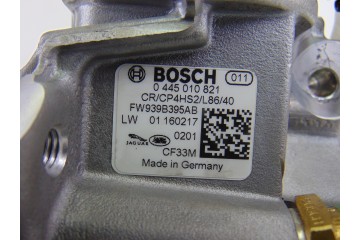 BOSCH 011
0 445 010 821
CR/CP4HS2/L86/40
FW939B395AB
LW 01 160217
0201
JAGUAR
CF33M
Made in Germany